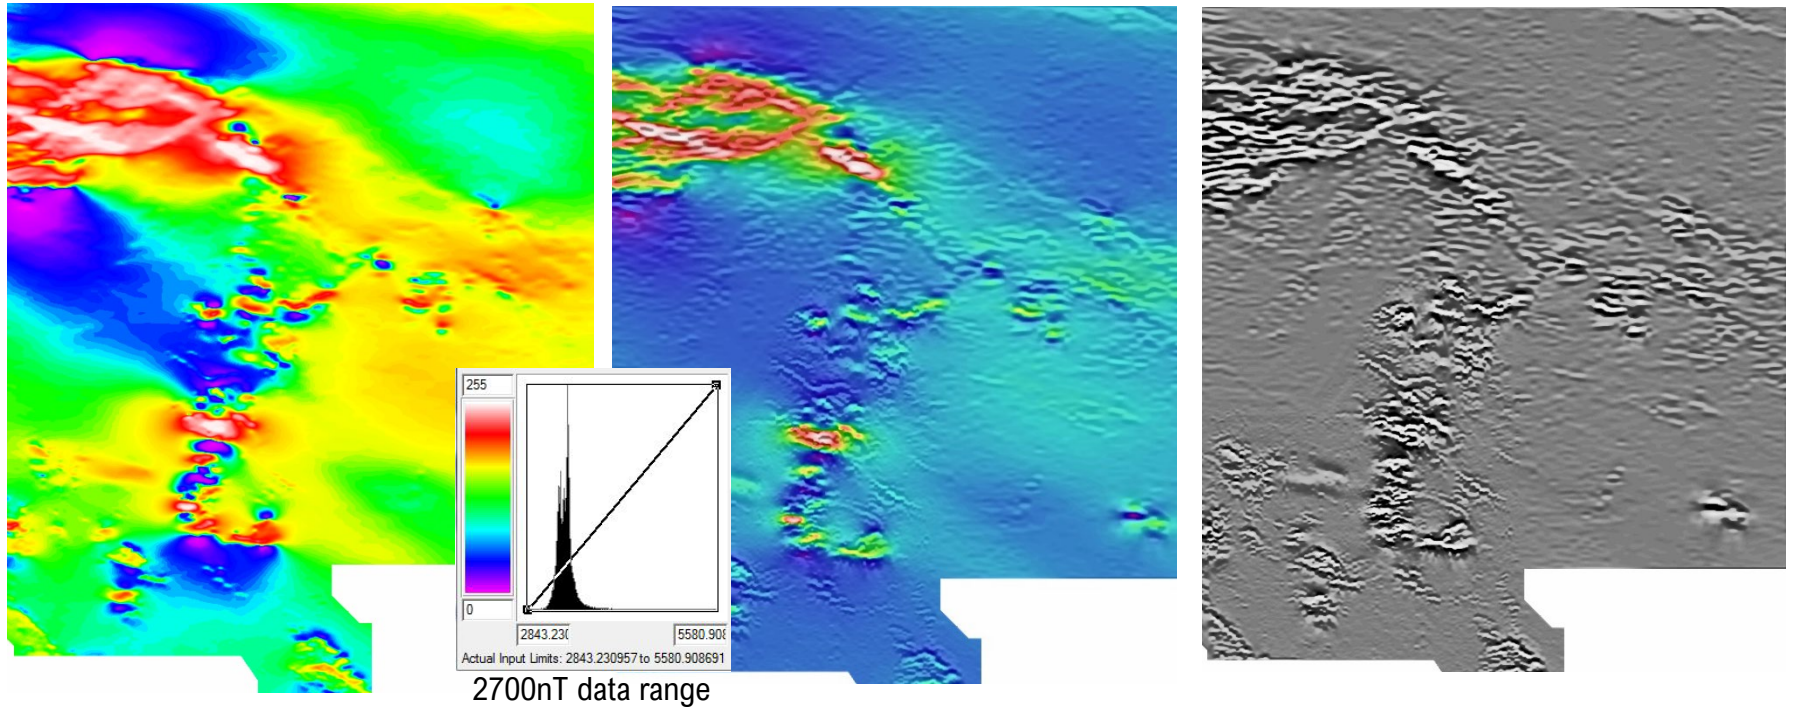 255
0
2843.230
5580.908
Actual Input Limits: 2843.230957 to 5580.908691
2700nT data range